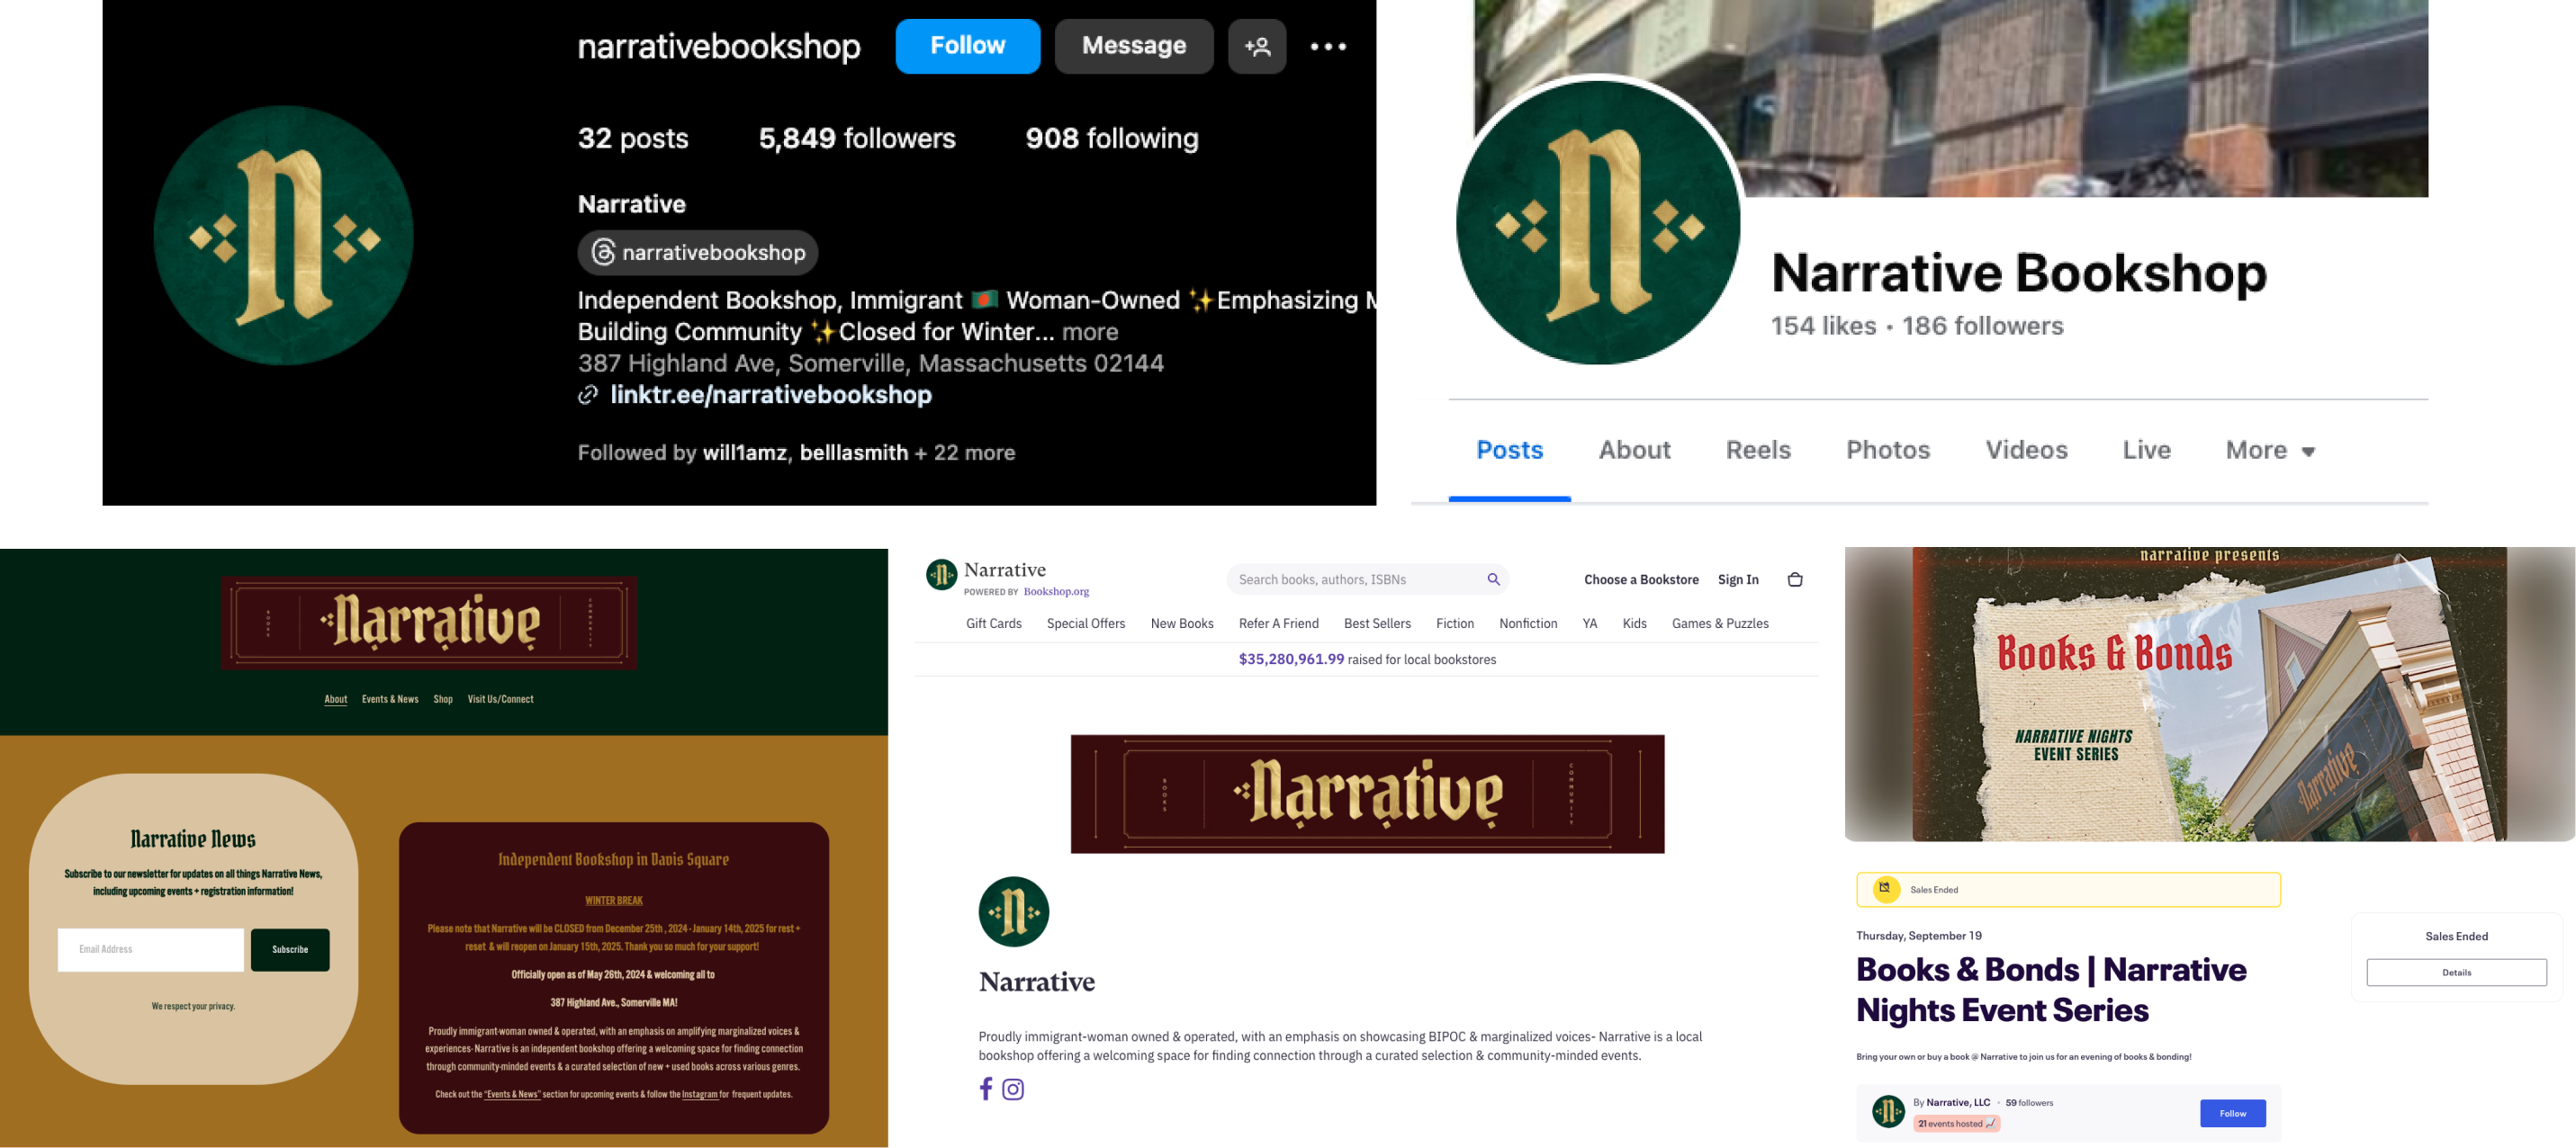 narrativebookshop Follow Message
32 posts 5,849 followers 908 following
Narrative
narrativebookshop
Independent Bookshop, Immigrant 🇧🇩 Woman-Owned ✨Emphasizing M
Building Community ✨Closed for Winter... more
387 Highland Ave, Somerville, Massachusetts 02144
linktr.ee/narrativebookshop
Followed by will1amz, belllasmith + 22 more
n
n
Narrative Bookshop
154 likes • 186 followers
Posts About Reels Photos Videos Live More
BOOKS
Narrative
COMMUNITY
About Events & News Shop Visit Us/Connect
Narrative News
Subscribe to our newsletter for updates on all things Narrative News,
including upcoming events + registration information!
Email Address Subscribe
We respect your privacy.
Independent Bookshop in Davis Square
WINTER BREAK
Please note that Narrative will be CLOSED from December 25th , 2024 - January 14th, 2025 for rest +
reset & will reopen on January 15th, 2025. Thank you so much for your support!
Officially open as of May 26th, 2024 & welcoming all to
387 Highland Ave., Somerville MA!
Proudly immigrant-woman owned & operated, with an emphasis on amplifying marginalized voices &
experiences- Narrative is an independent bookshop offering a welcoming space for finding connection
through community-minded events & a curated selection of new + used books across various genres.
Check out the "Events & News" section for upcoming events & follow the Instagram for frequent updates.
n
Narrative
POWERED BY Bookshop.org
Search books, authors, ISBNs
Choose a Bookstore Sign In
Gift Cards Special Offers New Books Refer A Friend Best Sellers Fiction Nonfiction YA Kids Games & Puzzles
$35,280,961.99 raised for local bookstores
BOOKS
Narrative
COMMUNITY
n
Narrative
Proudly immigrant-woman owned & operated, with an emphasis on showcasing BIPOC & marginalized voices- Narrative is a local
bookshop offering a welcoming space for finding connection through a curated selection & community-minded events.
narrative presents
Books & Bonds
NARRATIVE NIGHTS
EVENT SERIES
Narrative
Sales Ended
Thursday, September 19
Books & Bonds | Narrative
Nights Event Series
Bring your own or buy a book @ Narrative to join us for an evening of books & bonding!
n
By Narrative, LLC • 59 followers
21 events hosted
Follow
Sales Ended
Details